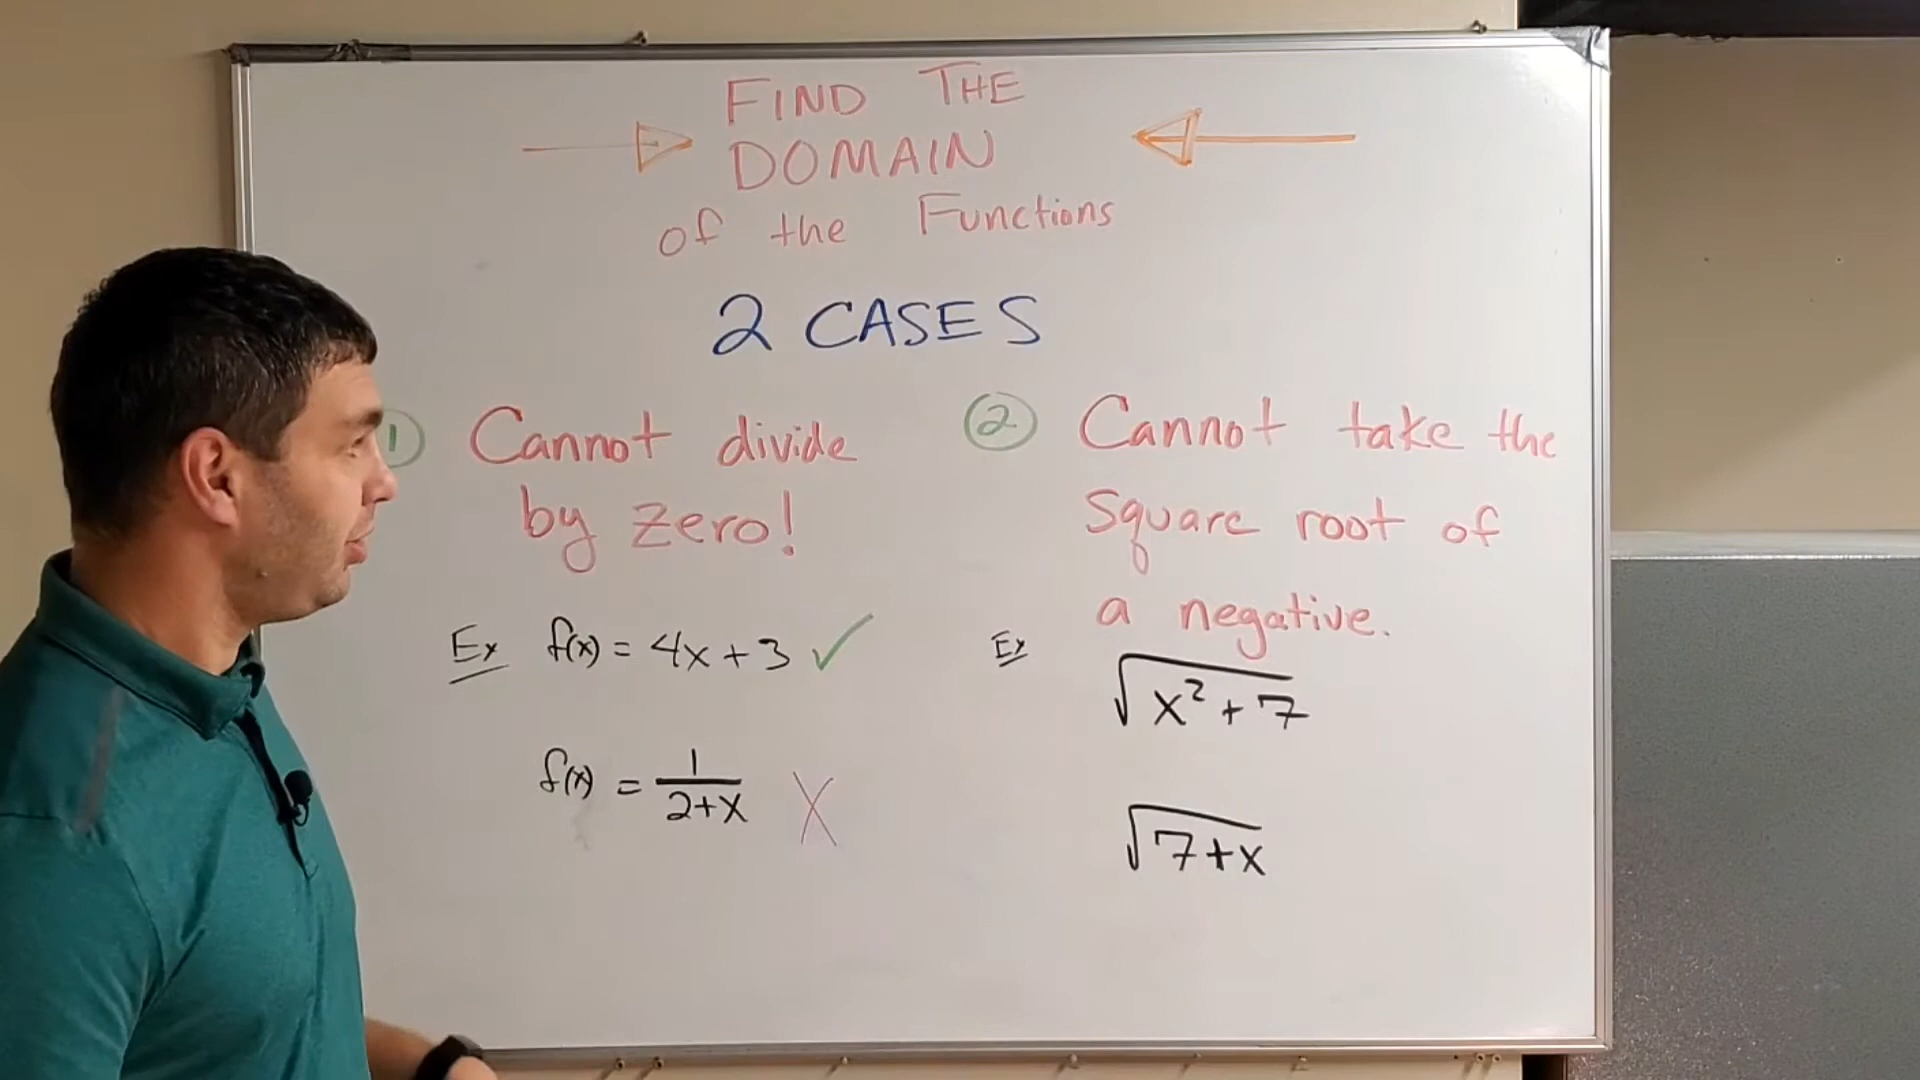 FIND THE
DOMAIN
of the Functions
2 CASES
1 Cannot divide
by zero!
Ex f(x) = 4x+3 ✓
f(x) = 1/(2+x) X
2 Cannot take the
Square root of
a negative.
Ex √(x²+7)
√(7+x)